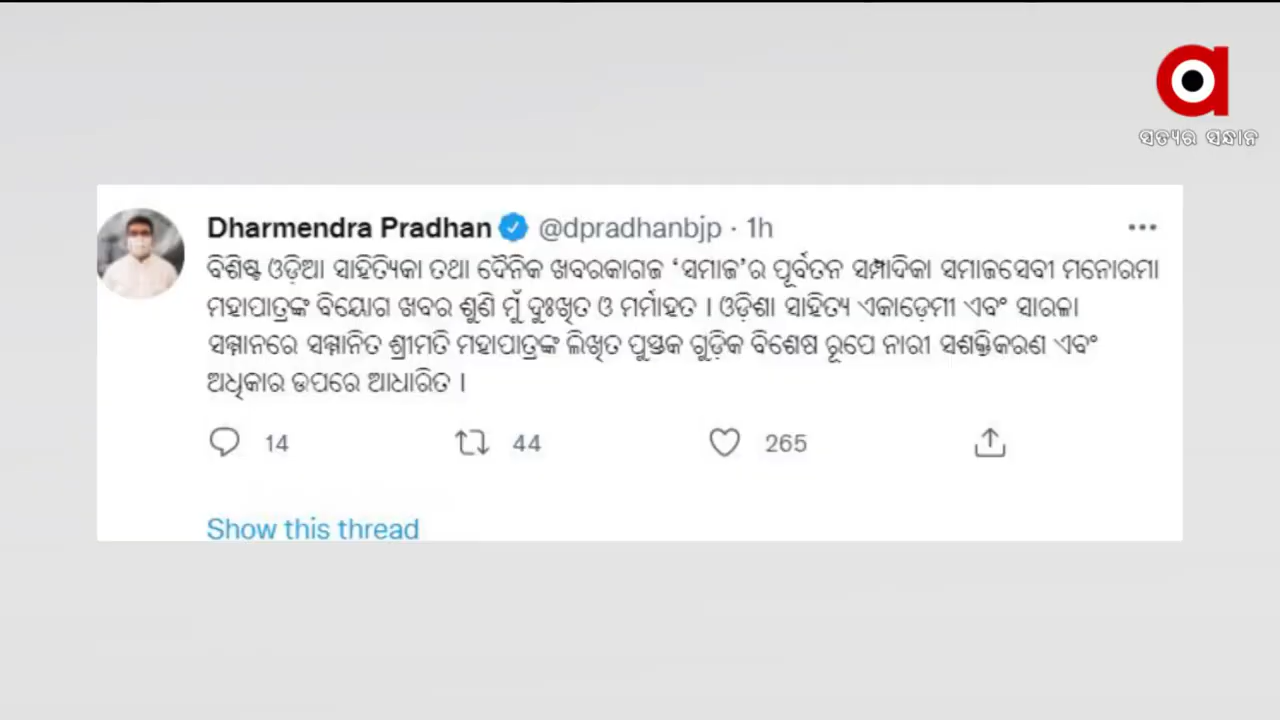 ସତ୍ୟର ସନ୍ଧାନ
Dharmendra Pradhan @dpradhanbjp · 1h
ବିଶିଷ୍ଟ ଓଡ଼ିଆ ସାହିତ୍ୟିକା ତଥା ଦୈନିକ ଖବରକାଗଜ ‘ସମାଜ’ର ପୂର୍ବତନ ସମ୍ପାଦିକା ସମାଜସେବୀ ମନୋରମା
ମହାପାତ୍ରଙ୍କ ବିୟୋଗ ଖବର ଶୁଣି ମୁଁ ଦୁଃଖିତ ଓ ମର୍ମାହତ । ଓଡ଼ିଶା ସାହିତ୍ୟ ଏକାଡ଼େମୀ ଏବଂ ସାରଳା
ସମ୍ମାନରେ ସମ୍ମାନିତ ଶ୍ରୀମତି ମହାପାତ୍ରଙ୍କ ଲିଖିତ ପୁସ୍ତକ ଗୁଡ଼ିକ ବିଶେଷ ରୂପେ ନାରୀ ସଶକ୍ତିକରଣ ଏବଂ
ଅଧିକାର ଉପରେ ଆଧାରିତ ।
14 44 265
Show this thread